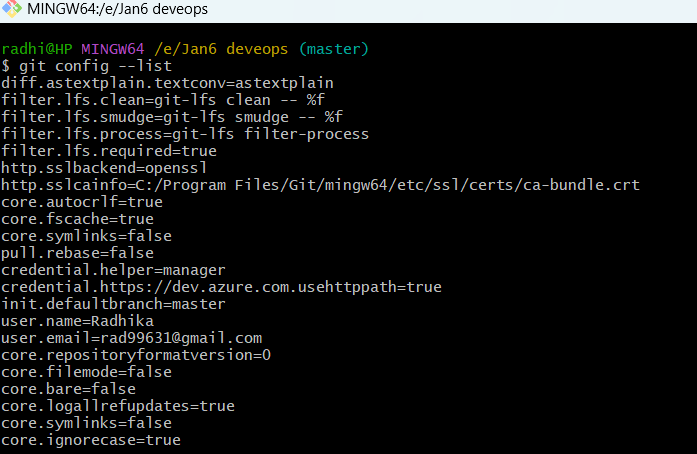 MINGW64:/e/Jan6 deveops
radhi@HP MINGW64 /e/Jan6 deveops (master)
$ git config --list
diff.astextplain.textconv=astextplain
filter.lfs.clean=git-lfs clean -- %f
filter.lfs.smudge=git-lfs smudge -- %f
filter.lfs.process=git-lfs filter-process
filter.lfs.required=true
http.sslbackend=openssl
http.sslcainfo=C:/Program Files/Git/mingw64/etc/ssl/certs/ca-bundle.crt
core.autocrlf=true
core.fscache=true
core.symlinks=false
pull.rebase=false
credential.helper=manager
credential.https://dev.azure.com.usehttppath=true
init.defaultbranch=master
user.name=Radhika
user.email=rad99631@gmail.com
core.repositoryformatversion=0
core.filemode=false
core.bare=false
core.logallrefupdates=true
core.symlinks=false
core.ignorecase=true